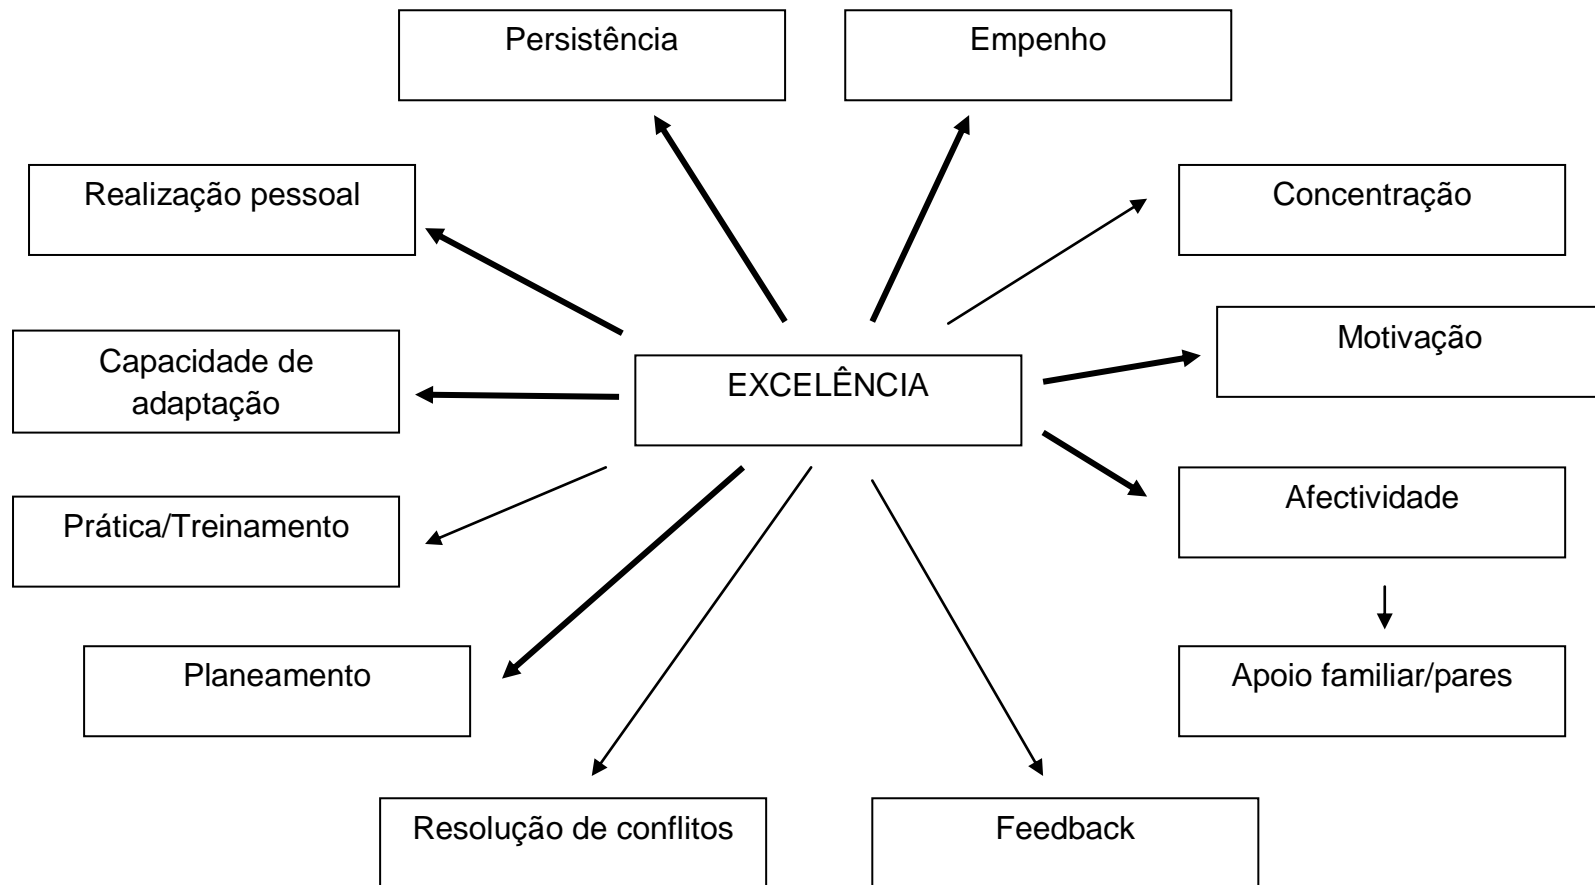 Persistência
Empenho
Realização pessoal
Concentração
Motivação
Capacidade de
adaptação
EXCELÊNCIA
Afectividade
Prática/Treinamento
Planeamento
Apoio familiar/pares
Resolução de conflitos
Feedback